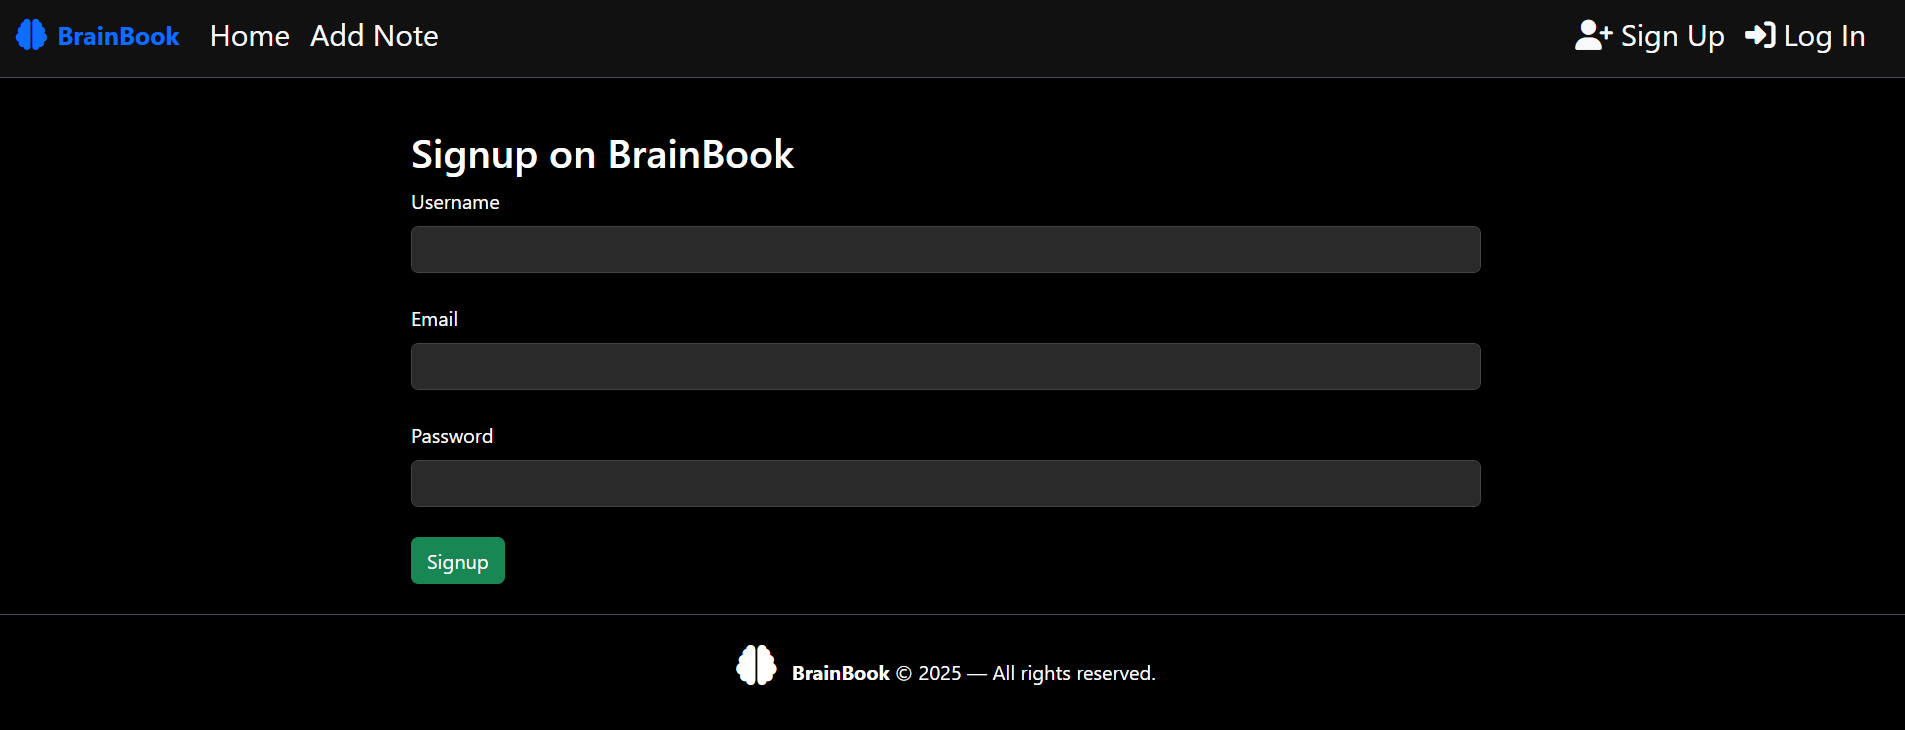 BrainBook Home Add Note Sign Up Log In
Signup on BrainBook
Username
Email
Password
Signup
BrainBook © 2025 — All rights reserved.